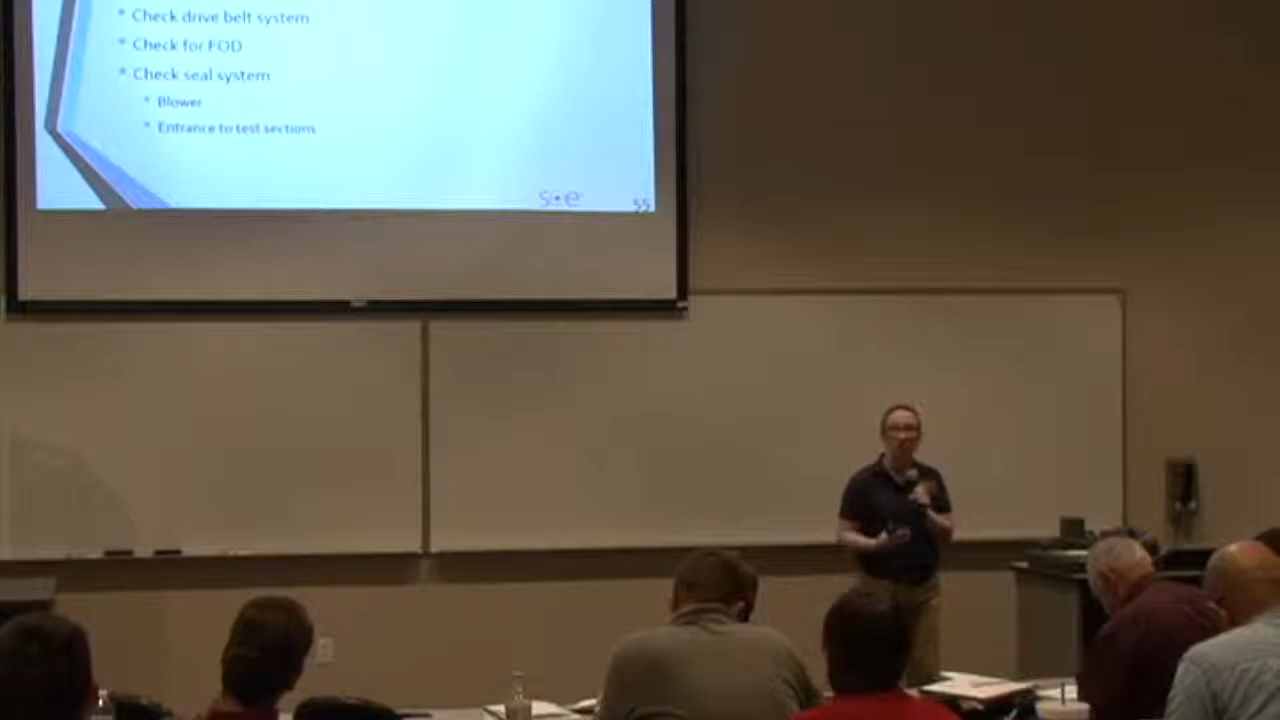 * Check drive belt system
* Check for FOD
* Check seal system
* Blower
* Entrance to test sections
55